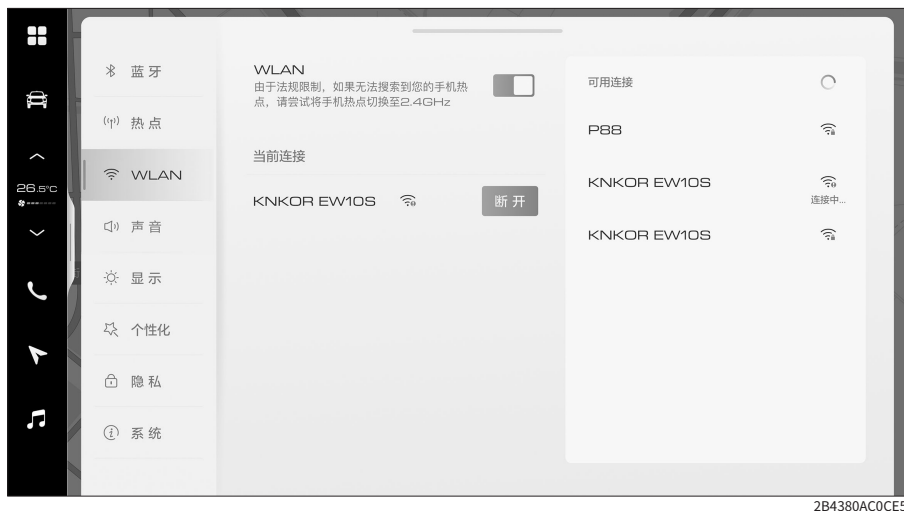 26.5°C
蓝牙
热点
WLAN
声音
显示
个性化
隐私
系统
WLAN
由于法规限制，如果无法搜索到您的手机热
点，请尝试将手机热点切换至2.4GHz
当前连接
KNKOR EW10S
断开
可用连接
P88
KNKOR EW10S
连接中...
KNKOR EW10S
2B4380AC0CE5